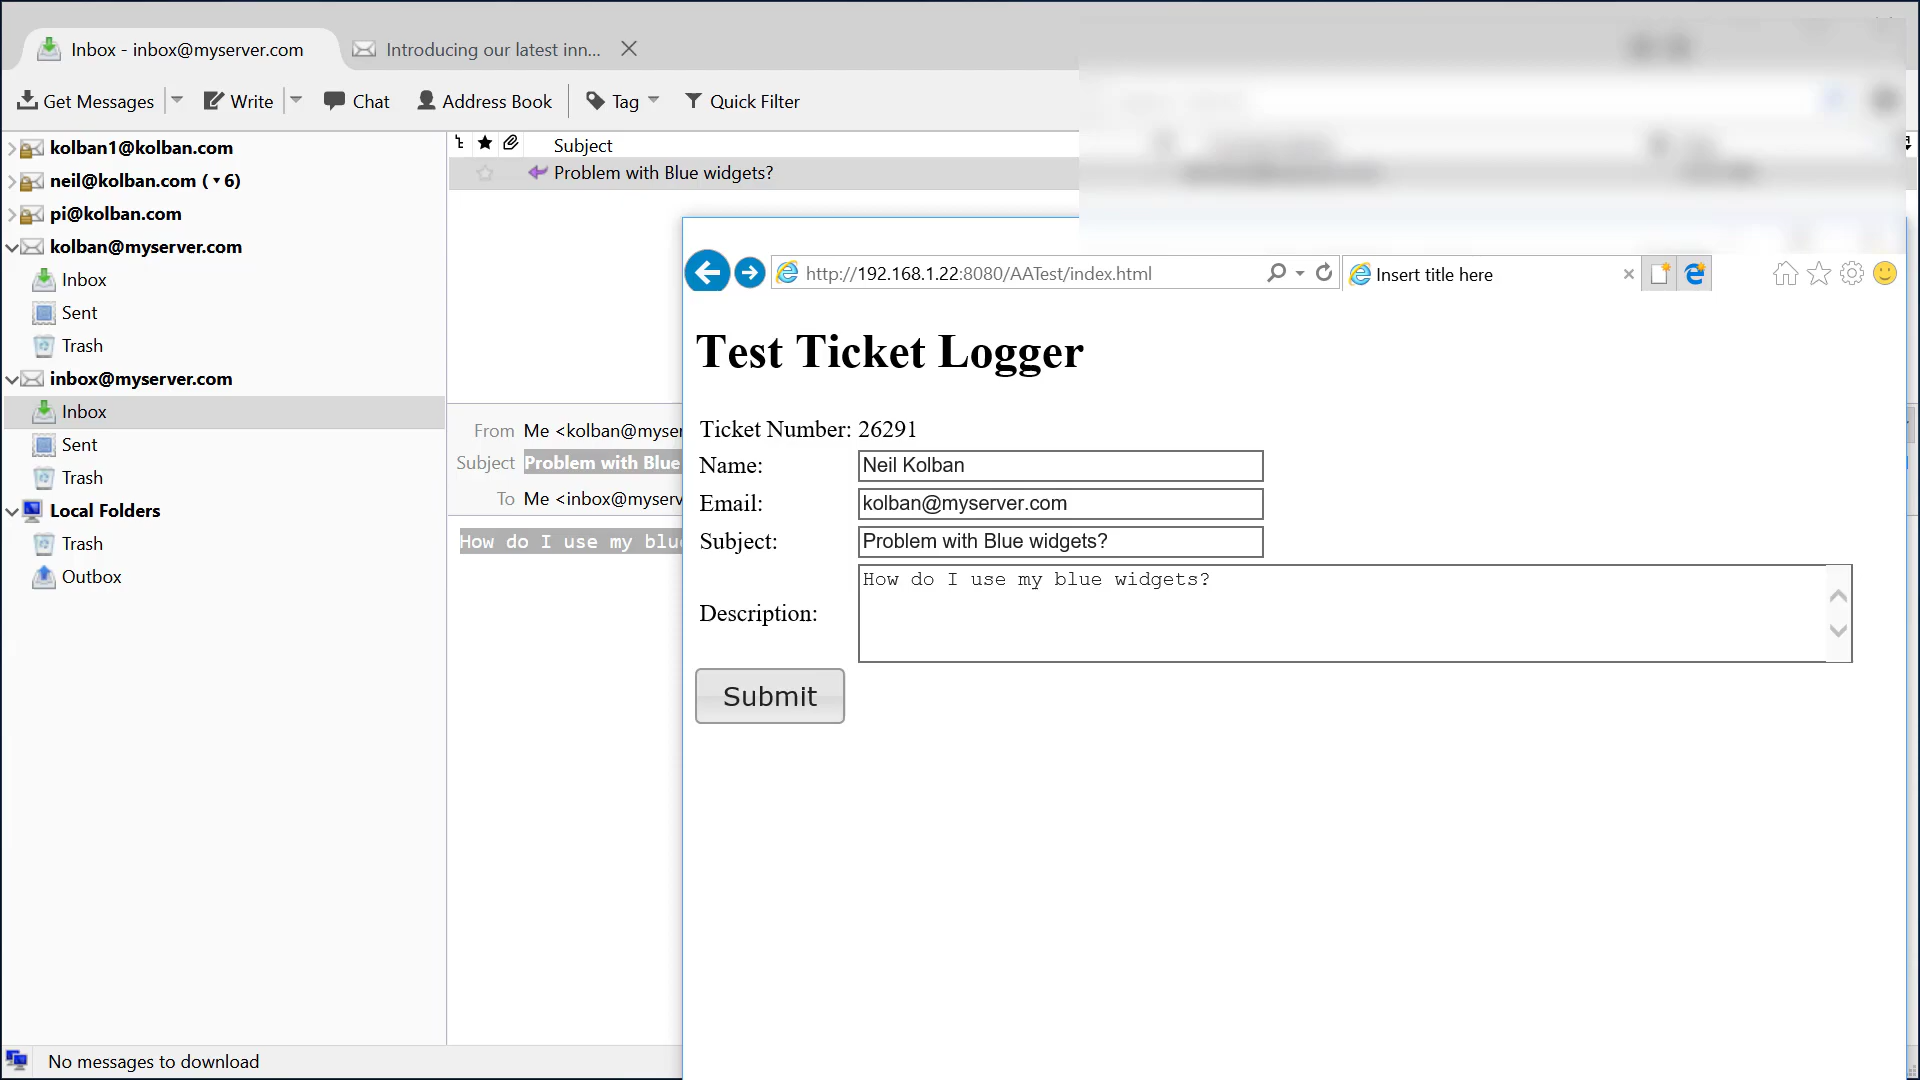 Inbox - inbox@myserver.com
Introducing our latest inn...
Get Messages
Write
Chat
Address Book
Tag
Quick Filter
kolban1@kolban.com
neil@kolban.com (▾6)
pi@kolban.com
kolban@myserver.com
Inbox
Sent
Trash
inbox@myserver.com
Inbox
Sent
Trash
Local Folders
Trash
Outbox
Subject
Problem with Blue widgets?
From Me <kolban@myser
Subject Problem with Blue
To Me <inbox@myserv
How do I use my blu
http://192.168.1.22:8080/AATest/index.html
Insert title here
Test Ticket Logger
Ticket Number: 26291
Name: Neil Kolban
Email: kolban@myserver.com
Subject: Problem with Blue widgets?
Description: How do I use my blue widgets?
Submit
No messages to download